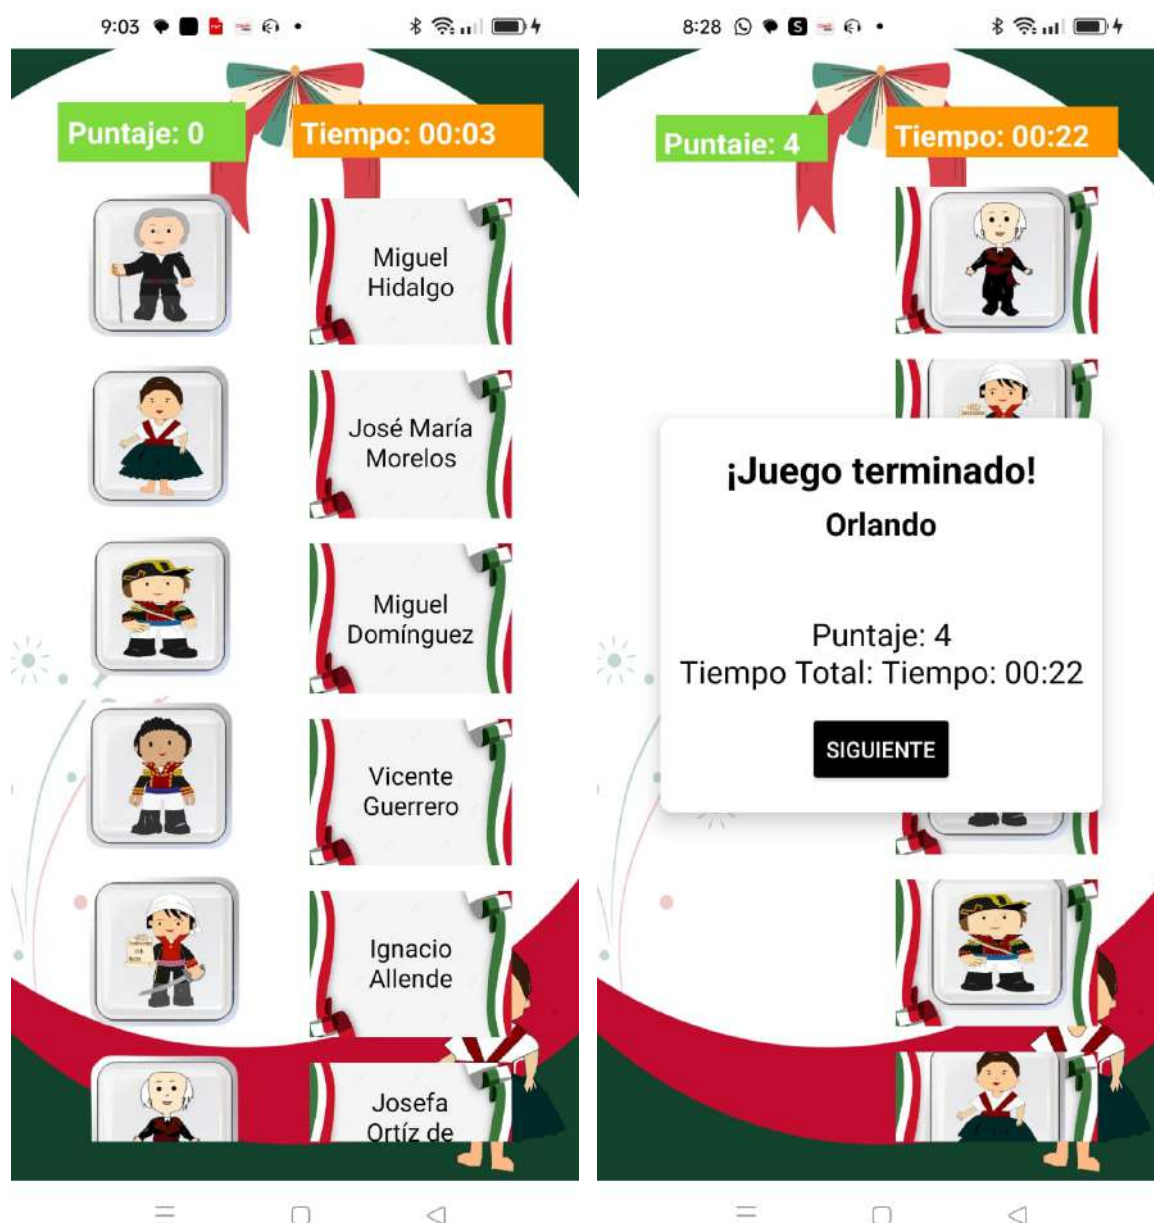 9:03
Puntaje: 0
Tiempo: 00:03
Miguel
Hidalgo
José María
Morelos
Miguel
Domínguez
Vicente
Guerrero
Ignacio
Allende
Josefa
Ortíz de
8:28
S
Puntaje: 4
Tiempo: 00:22
¡Juego terminado!
Orlando
Puntaje: 4
Tiempo Total: Tiempo: 00:22
SIGUIENTE